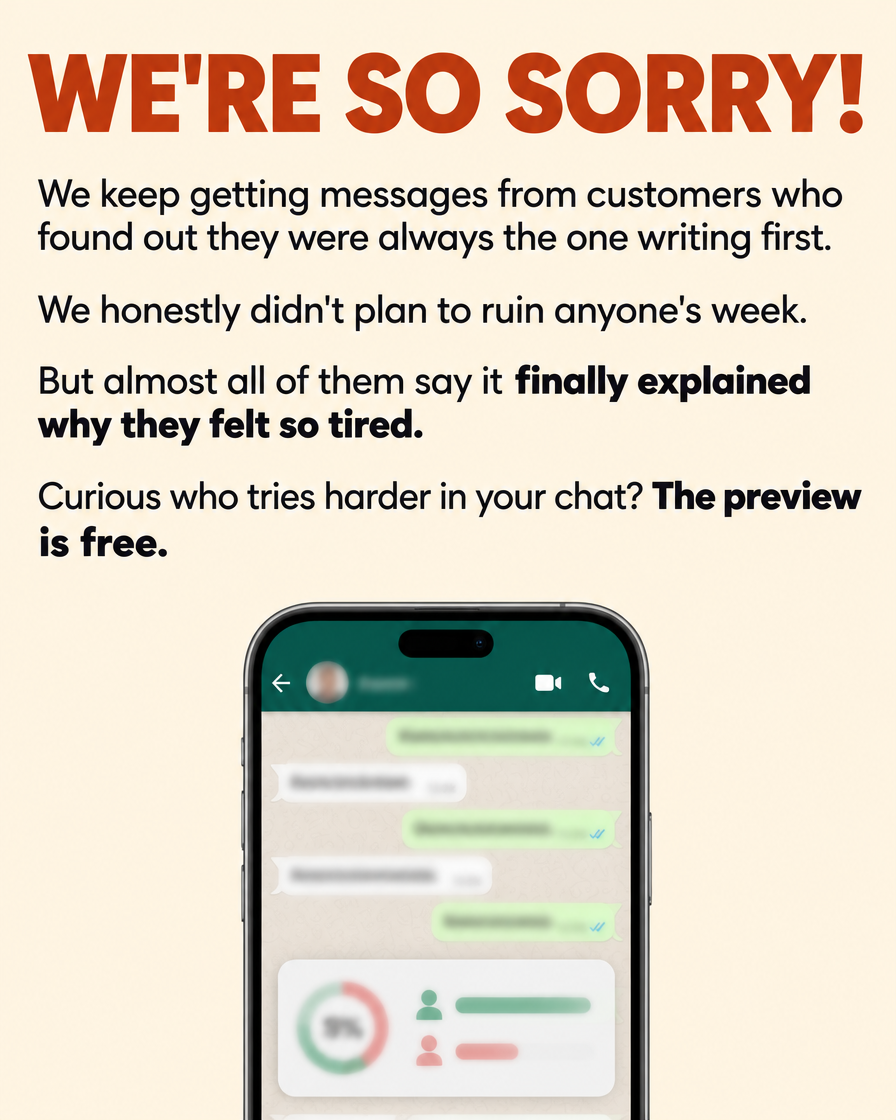 WE'RE SO SORRY!
We keep getting messages from customers who
found out they were always the one writing first.
We honestly didn't plan to ruin anyone's week.
But almost all of them say it finally explained
why they felt so tired.
Curious who tries harder in your chat? The preview
is free.